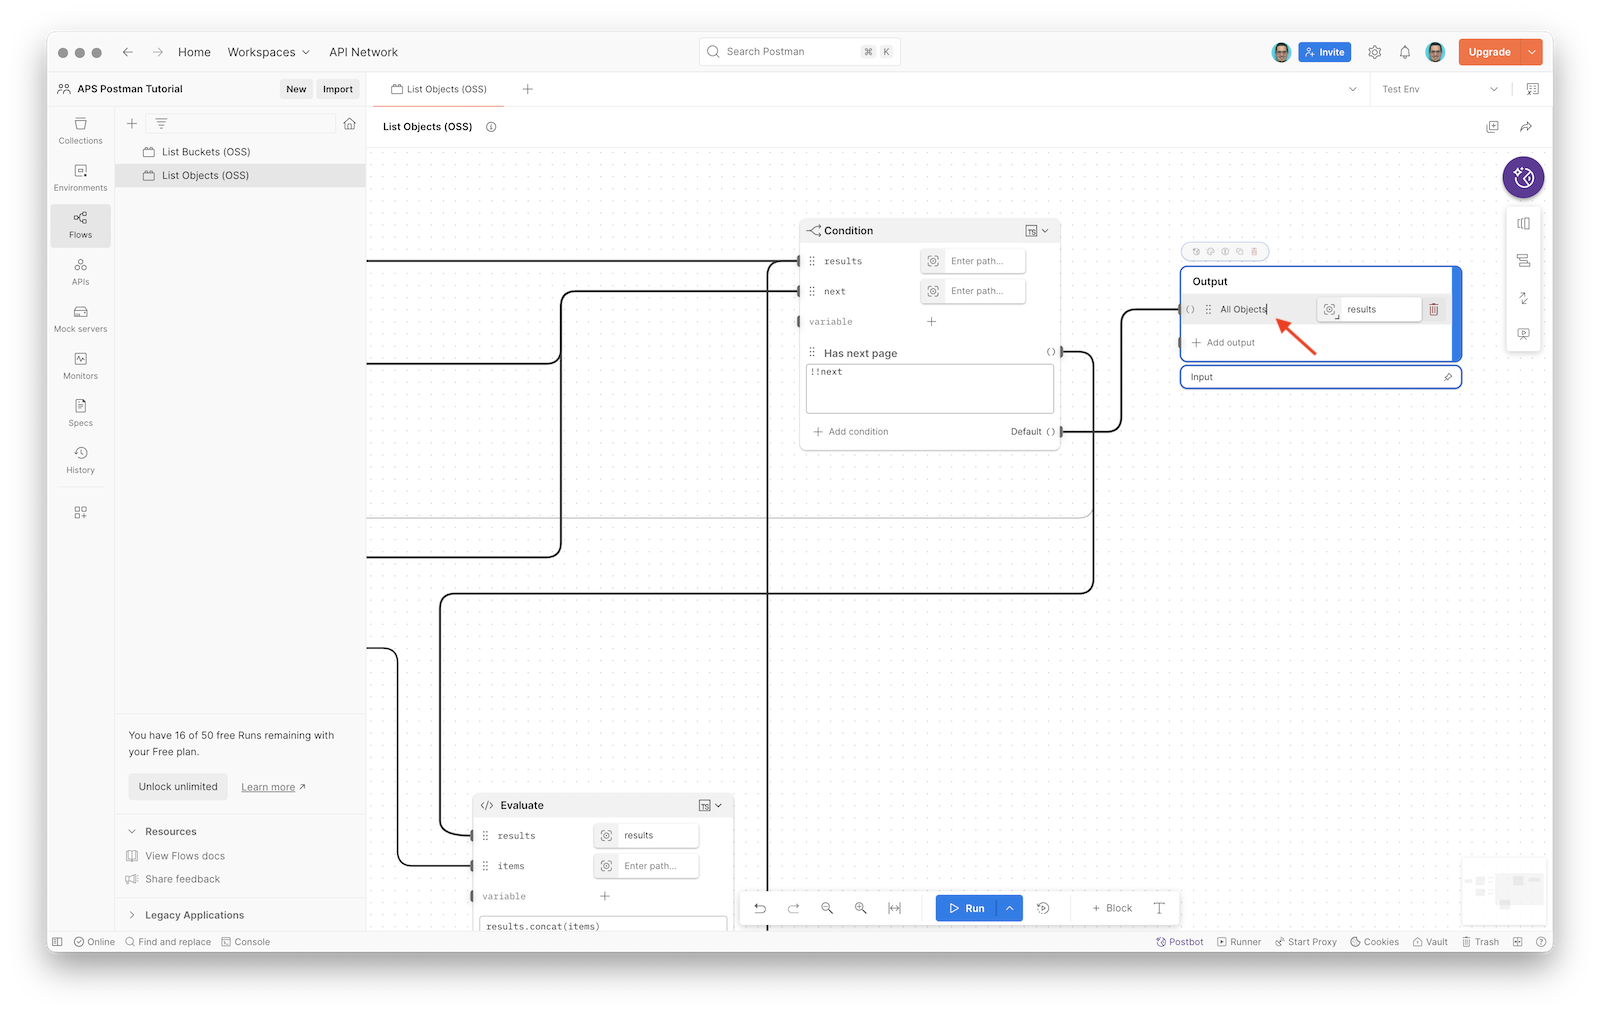 Home
Workspaces
API Network
Search Postman
⌘ K
Invite
Upgrade
APS Postman Tutorial
New
Import
List Objects (OSS)
Test Env
Collections
Environments
Flows
APIs
Mock servers
Monitors
Specs
History
List Buckets (OSS)
List Objects (OSS)
List Objects (OSS)
Condition
TS
results
Enter path...
next
Enter path...
variable
Has next page
()
!!next
Add condition
Default ()
Output
() All Objects
results
Add output
Input
You have 16 of 50 free Runs remaining with
your Free plan.
Unlock unlimited
Learn more
Resources
View Flows docs
Share feedback
Legacy Applications
Evaluate
TS
results
results
items
Enter path...
variable
results.concat(items)
Run
Block
Online
Find and replace
Console
Postbot
Runner
Start Proxy
Cookies
Vault
Trash